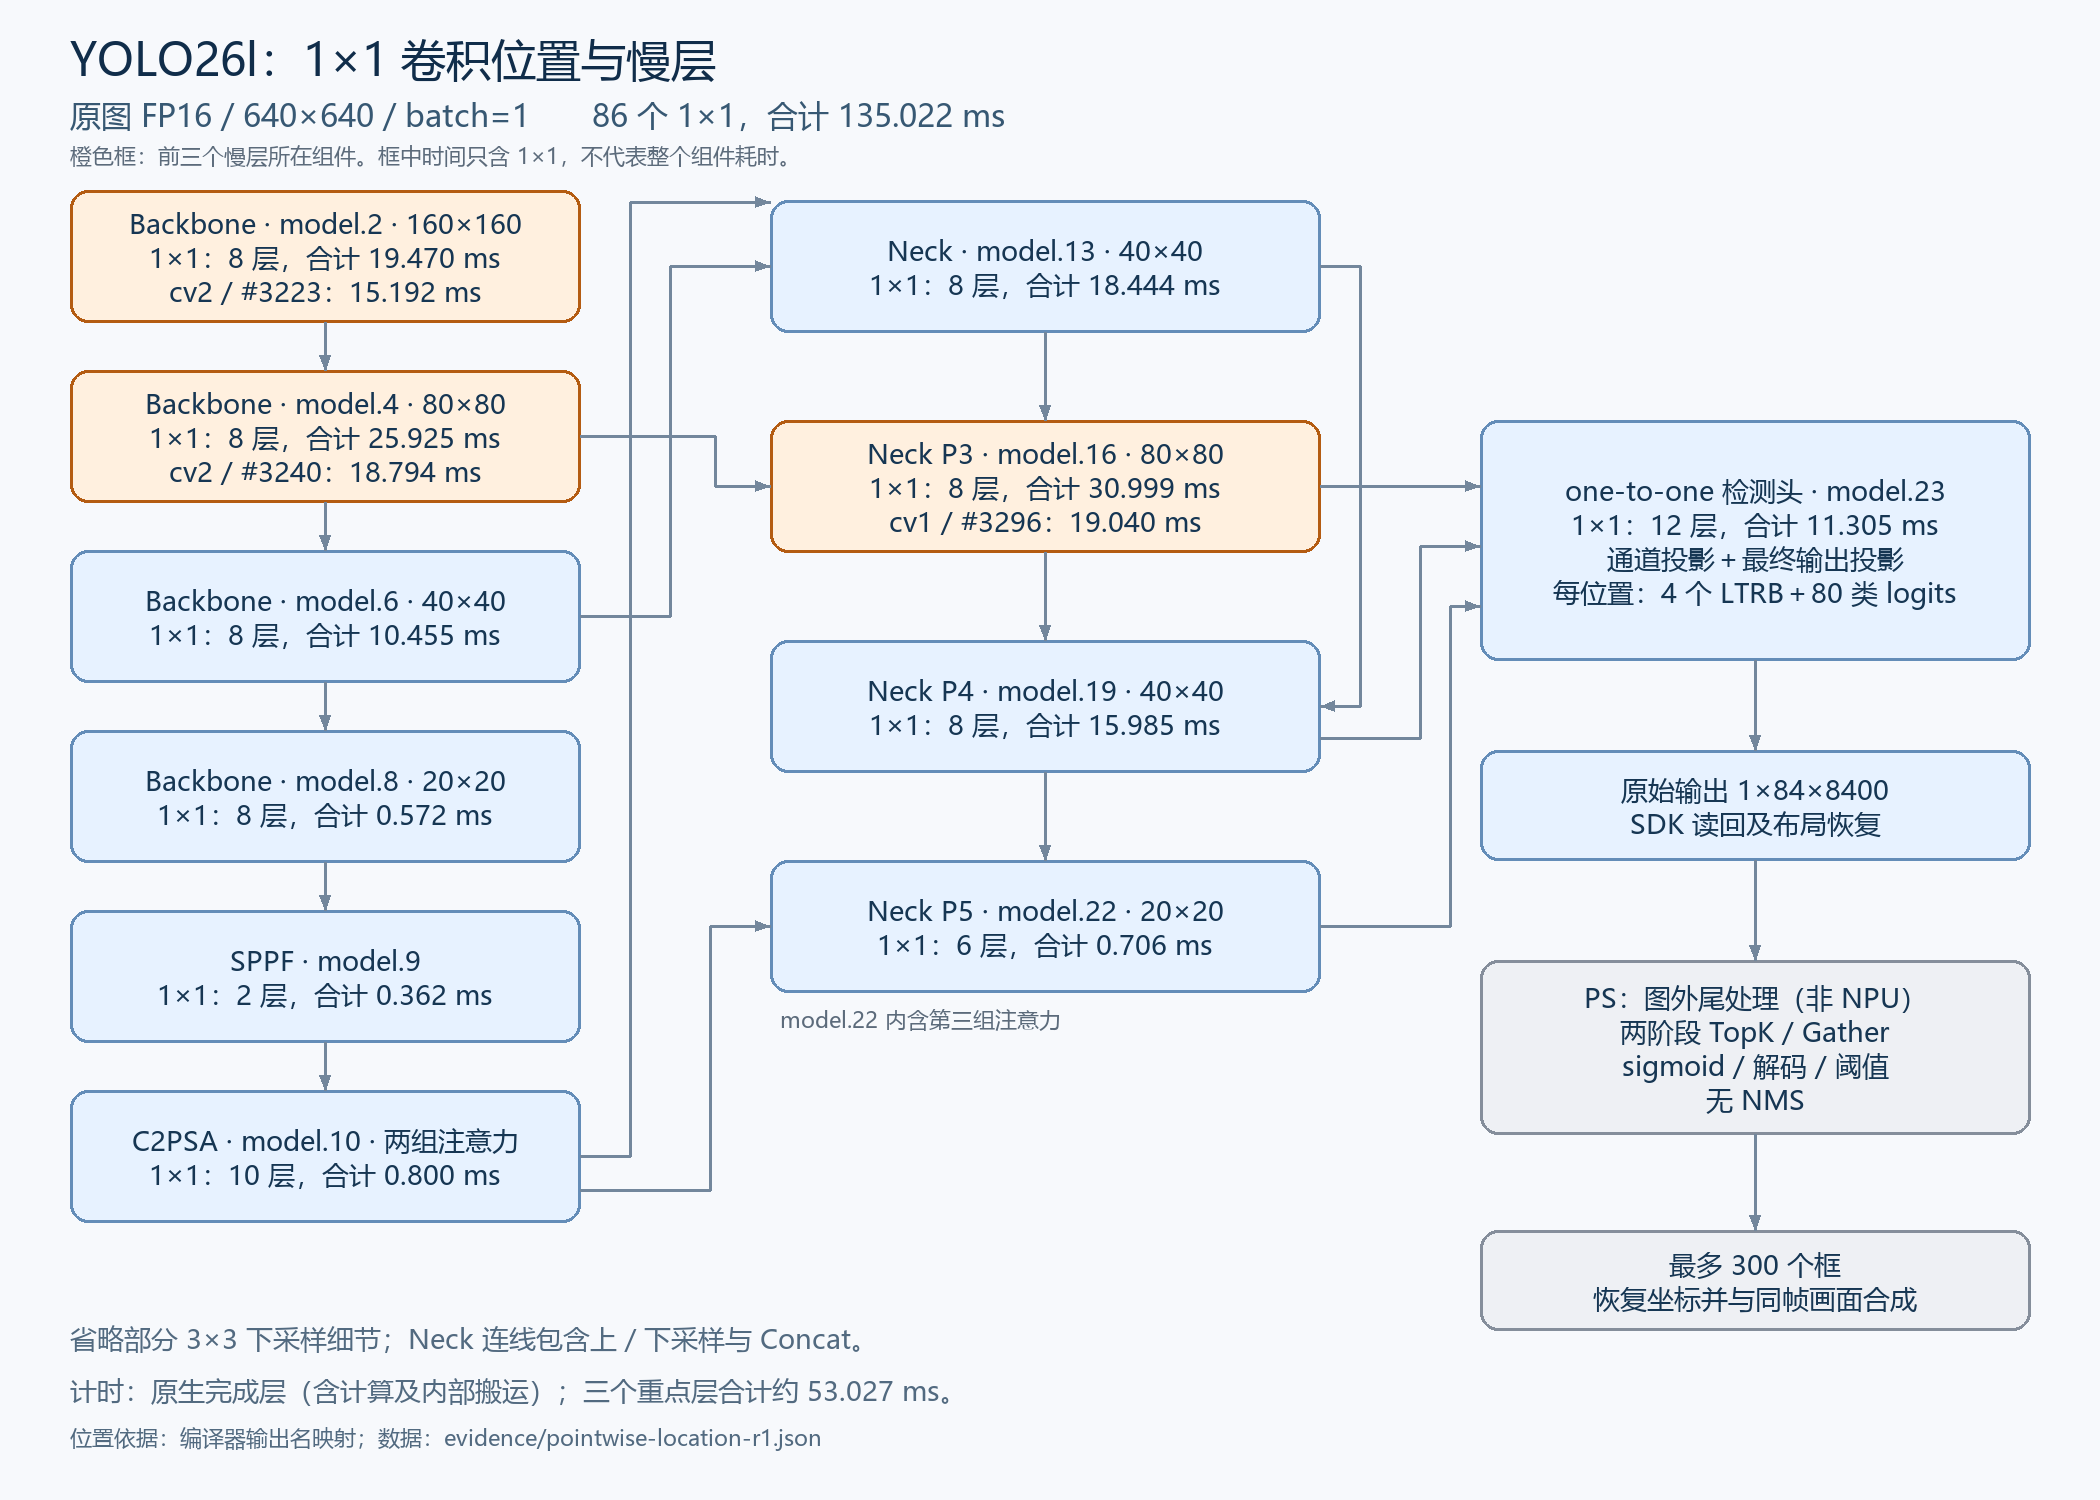 YOLO26l：1×1 卷积位置与慢层
原图 FP16 / 640×640 / batch=1 86 个 1×1，合计 135.022 ms
橙色框：前三个慢层所在组件。框中时间只含 1×1，不代表整个组件耗时。
Backbone · model.2 · 160×160
1×1：8 层，合计 19.470 ms
cv2 / #3223：15.192 ms
Backbone · model.4 · 80×80
1×1：8 层，合计 25.925 ms
cv2 / #3240：18.794 ms
Backbone · model.6 · 40×40
1×1：8 层，合计 10.455 ms
Backbone · model.8 · 20×20
1×1：8 层，合计 0.572 ms
SPPF · model.9
1×1：2 层，合计 0.362 ms
C2PSA · model.10 · 两组注意力
1×1：10 层，合计 0.800 ms
Neck · model.13 · 40×40
1×1：8 层，合计 18.444 ms
Neck P3 · model.16 · 80×80
1×1：8 层，合计 30.999 ms
cv1 / #3296：19.040 ms
Neck P4 · model.19 · 40×40
1×1：8 层，合计 15.985 ms
Neck P5 · model.22 · 20×20
1×1：6 层，合计 0.706 ms
model.22 内含第三组注意力
one-to-one 检测头 · model.23
1×1：12 层，合计 11.305 ms
通道投影 + 最终输出投影
每位置：4 个 LTRB + 80 类 logits
原始输出 1×84×8400
SDK 读回及布局恢复
PS：图外尾处理（非 NPU）
两阶段 TopK / Gather
sigmoid / 解码 / 阈值
无 NMS
最多 300 个框
恢复坐标并与同帧画面合成
省略部分 3×3 下采样细节；Neck 连线包含上 / 下采样与 Concat。
计时：原生完成层（含计算及内部搬运）；三个重点层合计约 53.027 ms。
位置依据：编译器输出名映射；数据：evidence/pointwise-location-r1.json